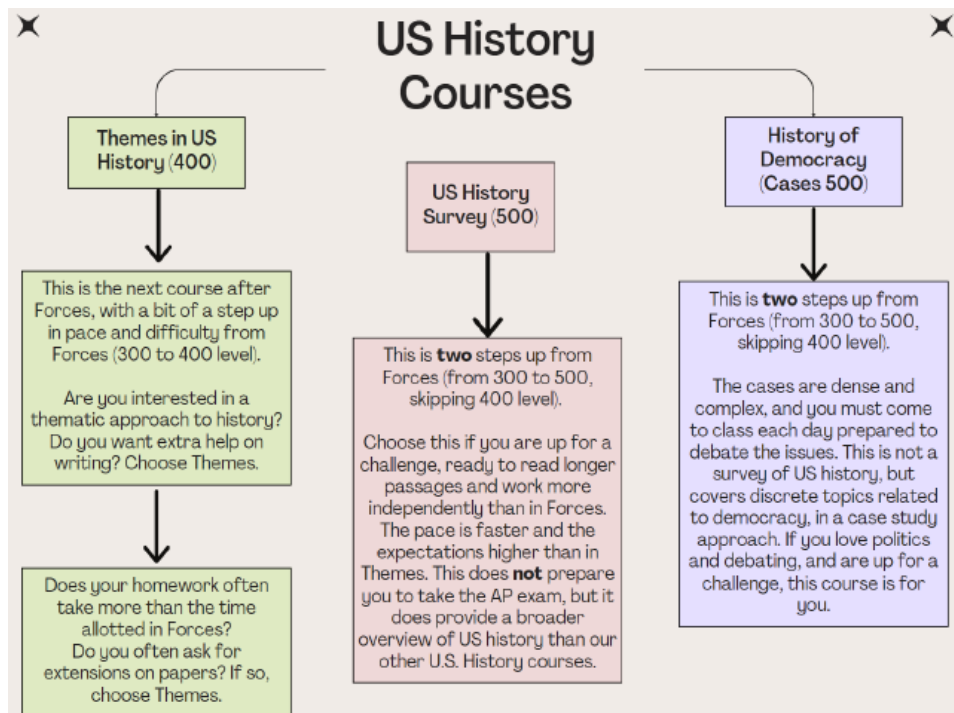 US History
Courses
Themes in US
History (400)
This is the next course after
Forces, with a bit of a step up
in pace and difficulty from
Forces (300 to 400 level).
Are you interested in a
thematic approach to history?
Do you want extra help on
writing? Choose Themes.
Does your homework often
take more than the time
allotted in Forces?
Do you often ask for
extensions on papers? If so,
choose Themes.
US History
Survey (500)
This is two steps up from
Forces (from 300 to 500,
skipping 400 level).
Choose this if you are up for a
challenge, ready to read longer
passages and work more
independently than in Forces.
The pace is faster and the
expectations higher than in
Themes. This does not prepare
you to take the AP exam, but it
does provide a broader
overview of US history than our
other U.S. History courses.
History of
Democracy
(Cases 500)
This is two steps up from
Forces (from 300 to 500,
skipping 400 level).
The cases are dense and
complex, and you must come
to class each day prepared to
debate the issues. This is not a
survey of US history, but
covers discrete topics related
to democracy, in a case study
approach. If you love politics
and debating, and are up for a
challenge, this course is for
you.